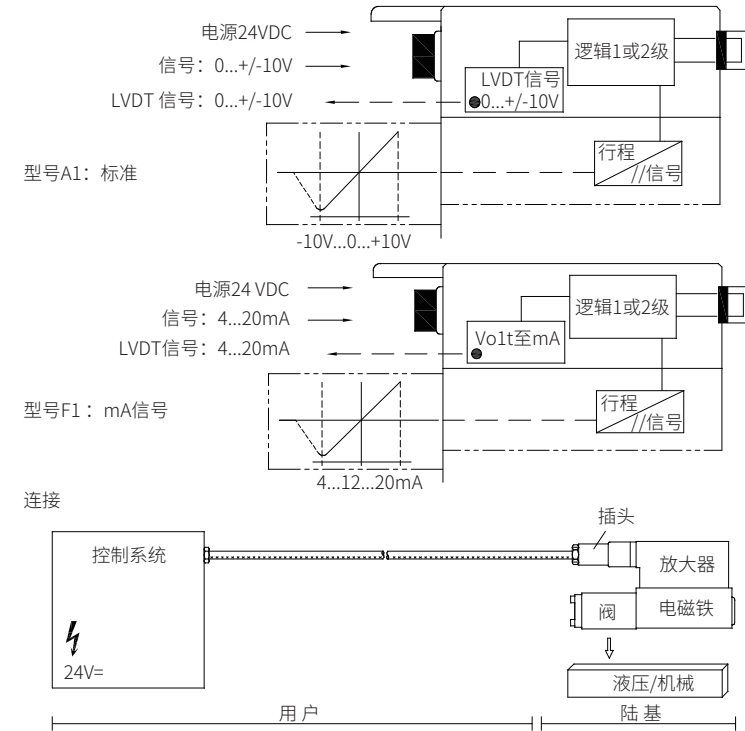 电源24VDC
信号：0...+/-10V
LVDT 信号：0...+/-10V
逻辑1或2级
LVDT信号
0...+/-10V
行程
//信号
型号A1：标准
-10V...0...+10V
电源24 VDC
信号：4...20mA
LVDT信号：4...20mA
逻辑1或2级
Vo1t至mA
行程
//信号
型号F1：mA信号
4...12...20mA
连接
插头
控制系统
放大器
阀
电磁铁
24V=
液压/机械
用 户
陆 基